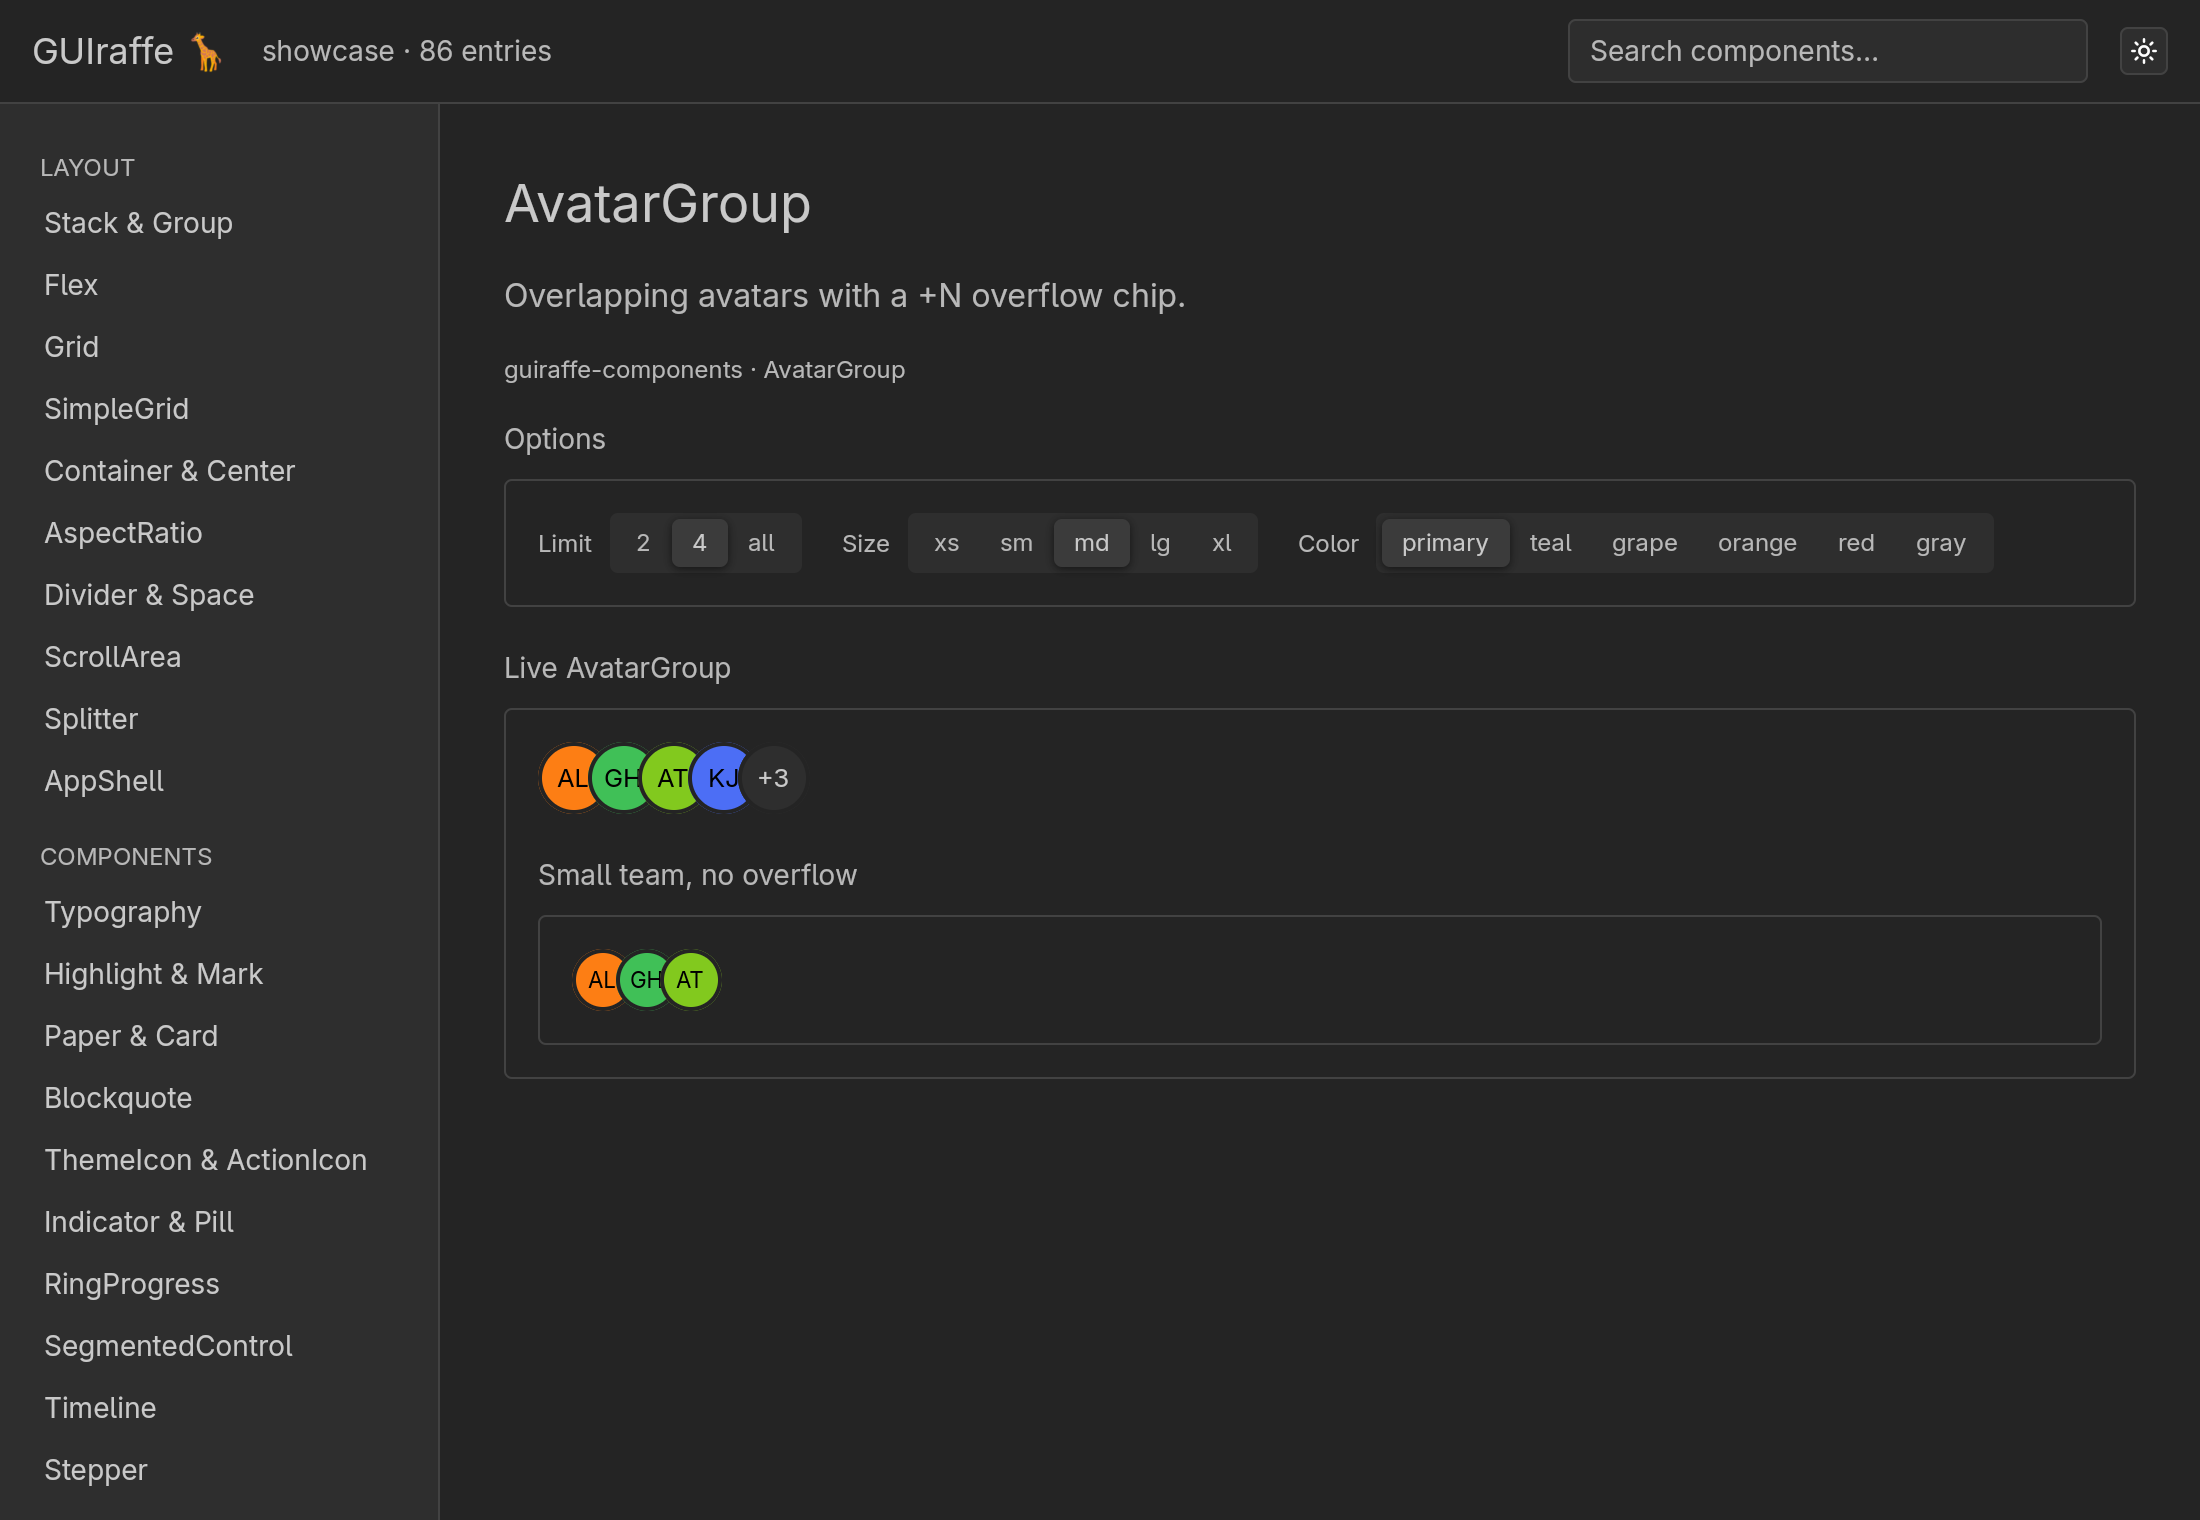 GUIraffe 🦒 showcase · 86 entries Search components...
LAYOUT
Stack & Group
Flex
Grid
SimpleGrid
Container & Center
AspectRatio
Divider & Space
ScrollArea
Splitter
AppShell
COMPONENTS
Typography
Highlight & Mark
Paper & Card
Blockquote
ThemeIcon & ActionIcon
Indicator & Pill
RingProgress
SegmentedControl
Timeline
Stepper
AvatarGroup
Overlapping avatars with a +N overflow chip.
guiraffe-components · AvatarGroup
Options
Limit 2 4 all Size xs sm md lg xl Color primary teal grape orange red gray
Live AvatarGroup
AL GH AT KJ +3
Small team, no overflow
AL GH AT